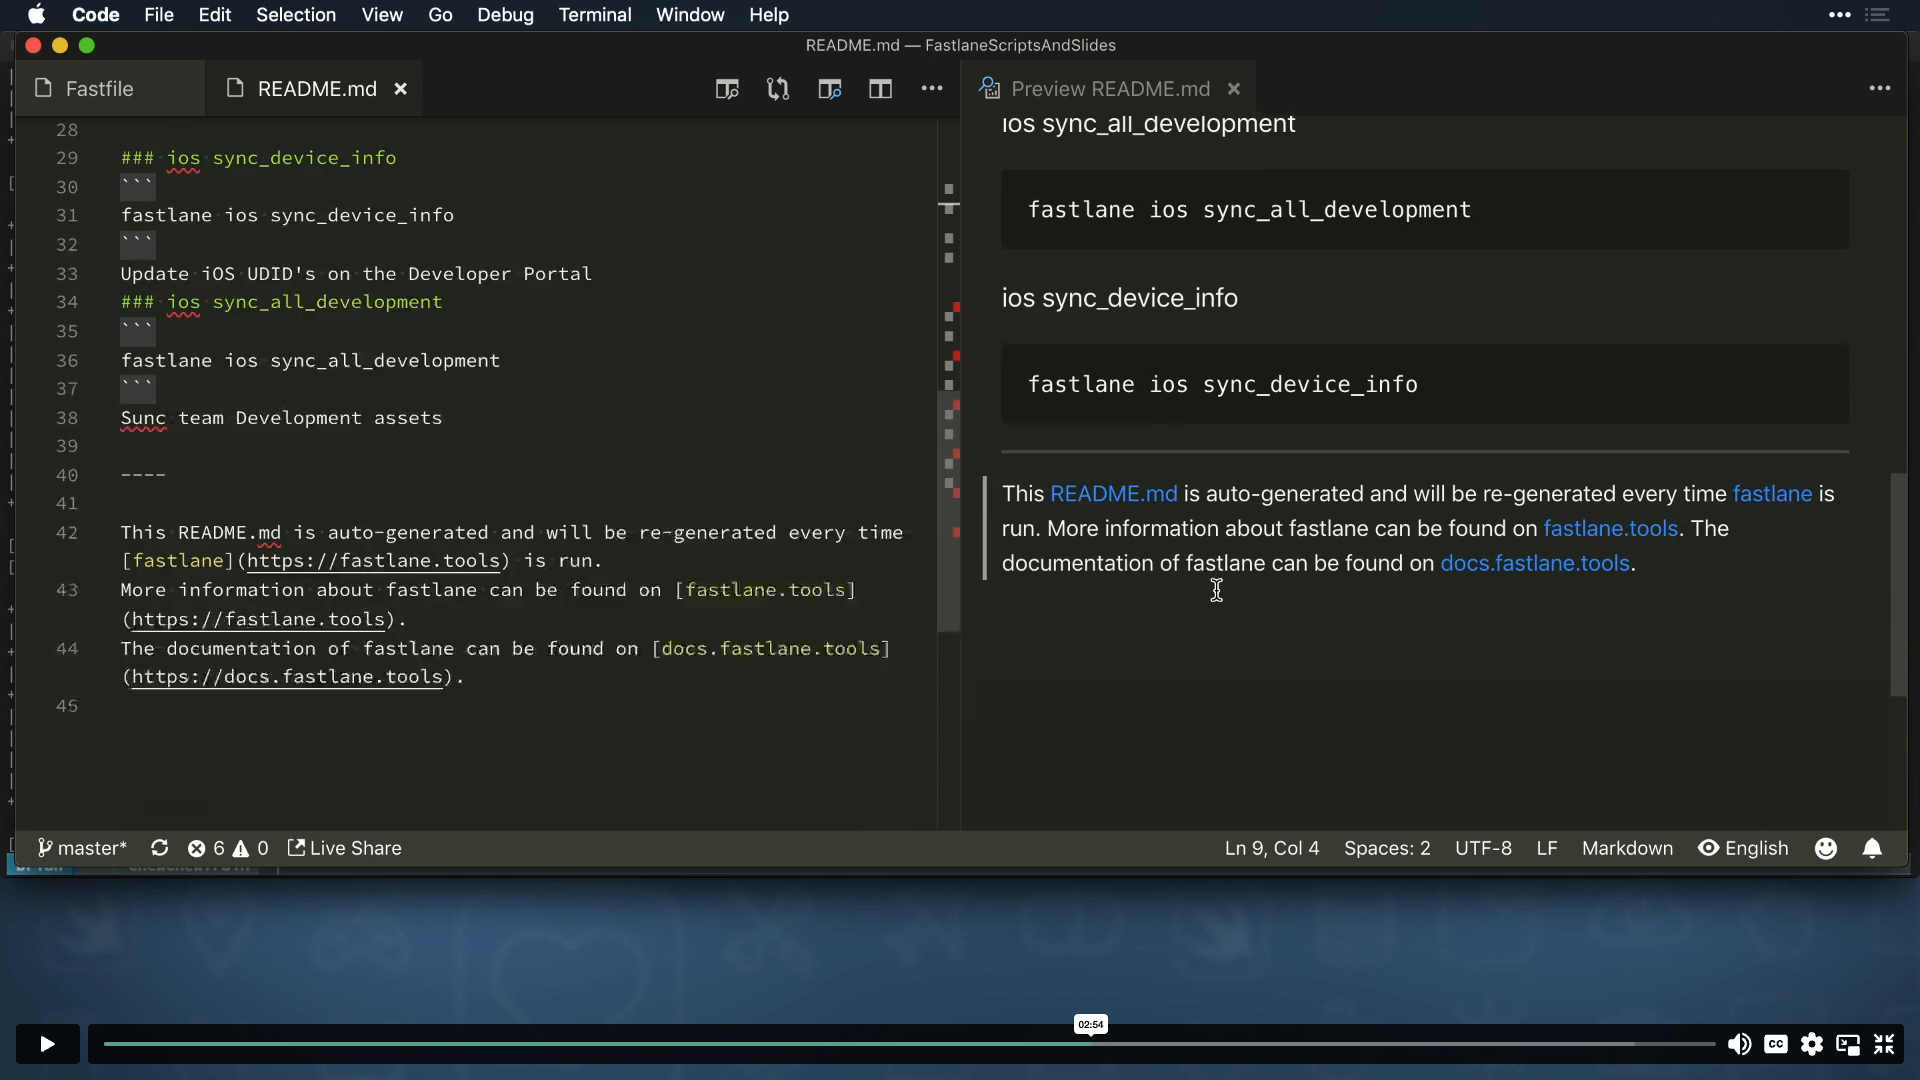 Code File Edit Selection View Go Debug Terminal Window Help
README.md — FastlaneScriptsAndSlides
Fastfile
README.md
Preview README.md
28
29 ### ios sync_device_info
30 ```
31 fastlane ios sync_device_info
32 ```
33 Update iOS UDID's on the Developer Portal
34 ### ios sync_all_development
35 ```
36 fastlane ios sync_all_development
37 ```
38 Sunc team Development assets
39
40 ----
41
42 This README.md is auto-generated and will be re-generated every time
[fastlane](https://fastlane.tools) is run.
43 More information about fastlane can be found on [fastlane.tools]
(https://fastlane.tools).
44 The documentation of fastlane can be found on [docs.fastlane.tools]
(https://docs.fastlane.tools).
45
ios sync_all_development
fastlane ios sync_all_development
ios sync_device_info
fastlane ios sync_device_info
This README.md is auto-generated and will be re-generated every time fastlane is
run. More information about fastlane can be found on fastlane.tools. The
documentation of fastlane can be found on docs.fastlane.tools.
master* 6 0 Live Share
Ln 9, Col 4 Spaces: 2 UTF-8 LF Markdown English
02:54
CC